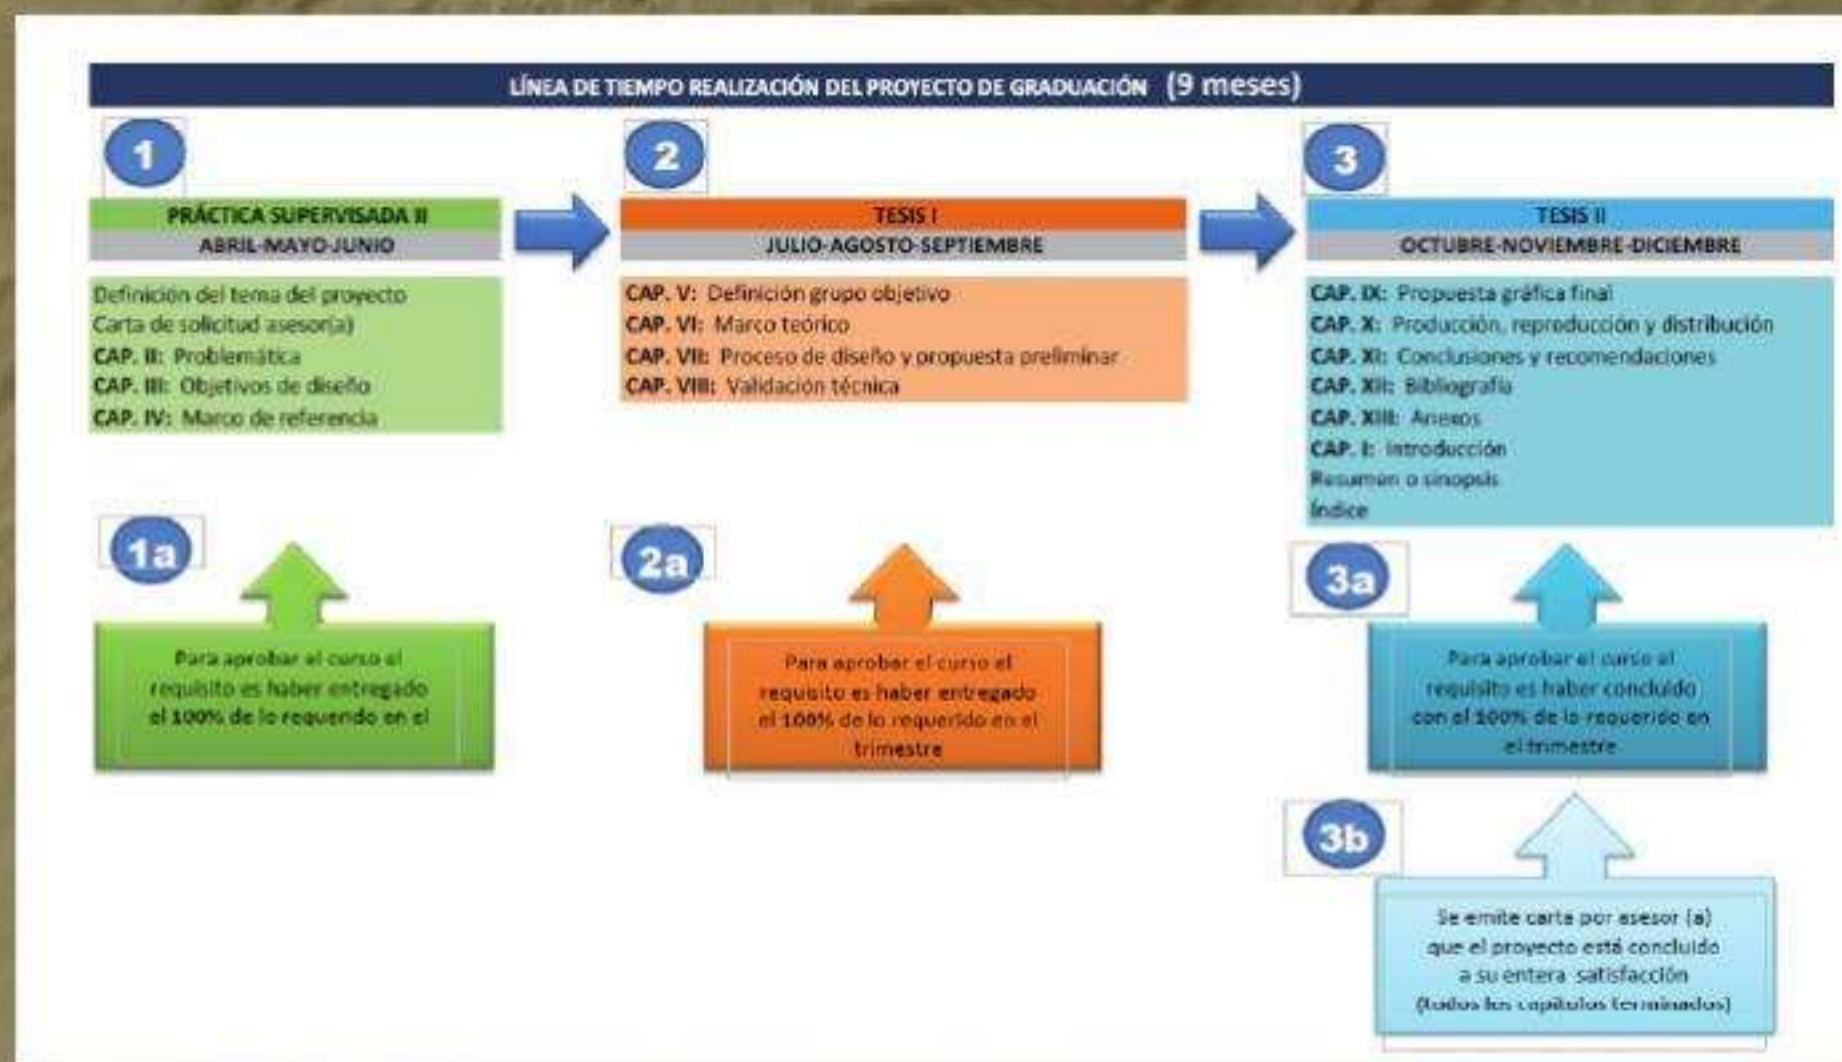 LÍNEA DE TIEMPO REALIZACIÓN DEL PROYECTO DE GRADUACIÓN (9 meses)
1
PRÁCTICA SUPERVISADA II
ABRIL-MAYO-JUNIO
Definición del tema del proyecto
Carta de solicitud asesor(a)
CAP. II: Problemática
CAP. III: Objetivos de diseño
CAP. IV: Marco de referencia
2
TESIS I
JULIO-AGOSTO-SEPTIEMBRE
CAP. V: Definición grupo objetivo
CAP. VI: Marco teórico
CAP. VII: Proceso de diseño y propuesta preliminar
CAP. VIII: Validación técnica
3
TESIS II
OCTUBRE-NOVIEMBRE-DICIEMBRE
CAP. IX: Propuesta gráfica final
CAP. X: Producción, reproducción y distribución
CAP. XI: Conclusiones y recomendaciones
CAP. XII: Bibliografía
CAP. XIII: Anexos
CAP. I: Introducción
Resumen o sinopsis
Índice
1a
Para aprobar el curso el
requisito es haber entregado
el 100% de lo requerido en el
2a
Para aprobar el curso el
requisito es haber entregado
el 100% de lo requerido en el
trimestre
3a
Para aprobar el curso el
requisito es haber concluido
con el 100% de lo requerido en
el trimestre
3b
Se emite carta por asesor (a)
que el proyecto está concluido
a su entera satisfacción
(todos los capítulos terminados)